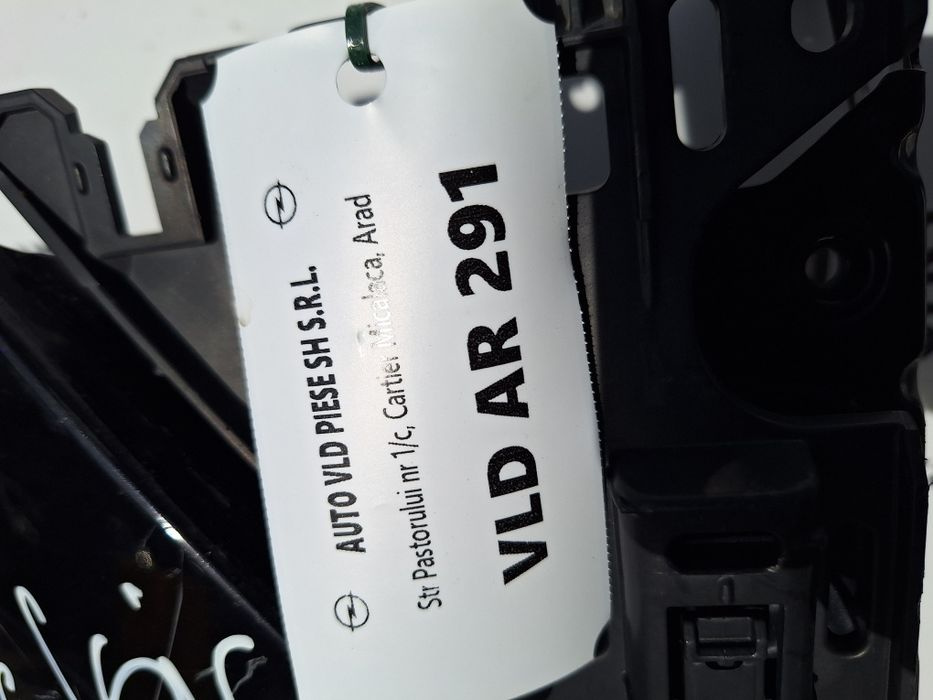 AUTO VLD PIESE SH S.R.L.
Str Pastorului nr 1/c, Cartier Micalaca, Arad
VLD AR 291